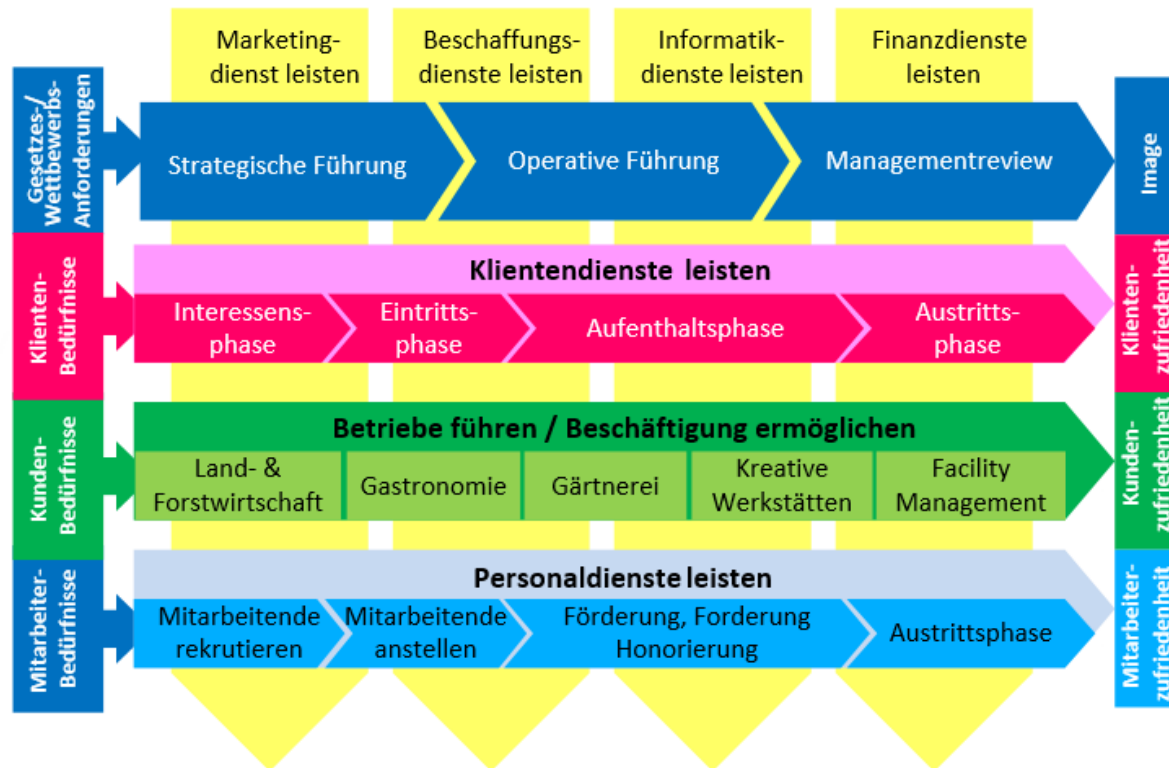 Marketing-
dienst leisten
Beschaffungs-
dienste leisten
Informatik-
dienste leisten
Finanzdienste
leisten
Gesetzes-/
Wettbewerbs-
Anforderungen
Strategische Führung
Operative Führung
Managementreview
Image
Klienten-
Bedürfnisse
Klientendienste leisten
Interessens-
phase
Eintritts-
phase
Aufenthaltsphase
Austritts-
phase
Klienten-
zufriedenheit
Kunden-
Bedürfnisse
Betriebe führen / Beschäftigung ermöglichen
Land- &
Forstwirtschaft
Gastronomie
Gärtnerei
Kreative
Werkstätten
Facility
Management
Kunden-
zufriedenheit
Mitarbeiter-
Bedürfnisse
Personaldienste leisten
Mitarbeitende
rekrutieren
Mitarbeitende
anstellen
Förderung, Forderung
Honorierung
Austrittsphase
Mitarbeiter-
zufriedenheit